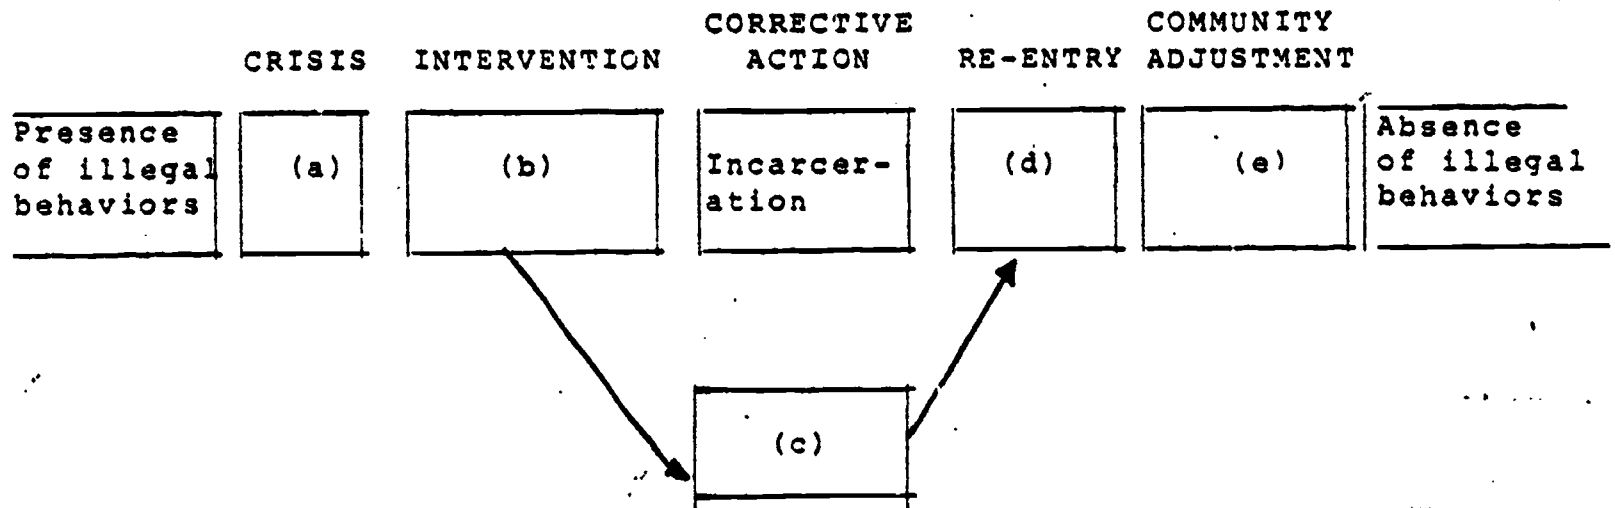 CORRECTIVE COMMUNITY
CRISIS INTERVENTION ACTION RE-ENTRY ADJUSTMENT
Presence
of illegal
behaviors
(a)
(b)
Incarcer-
ation
(d)
(e)
Absence
of illegal
behaviors
(c)